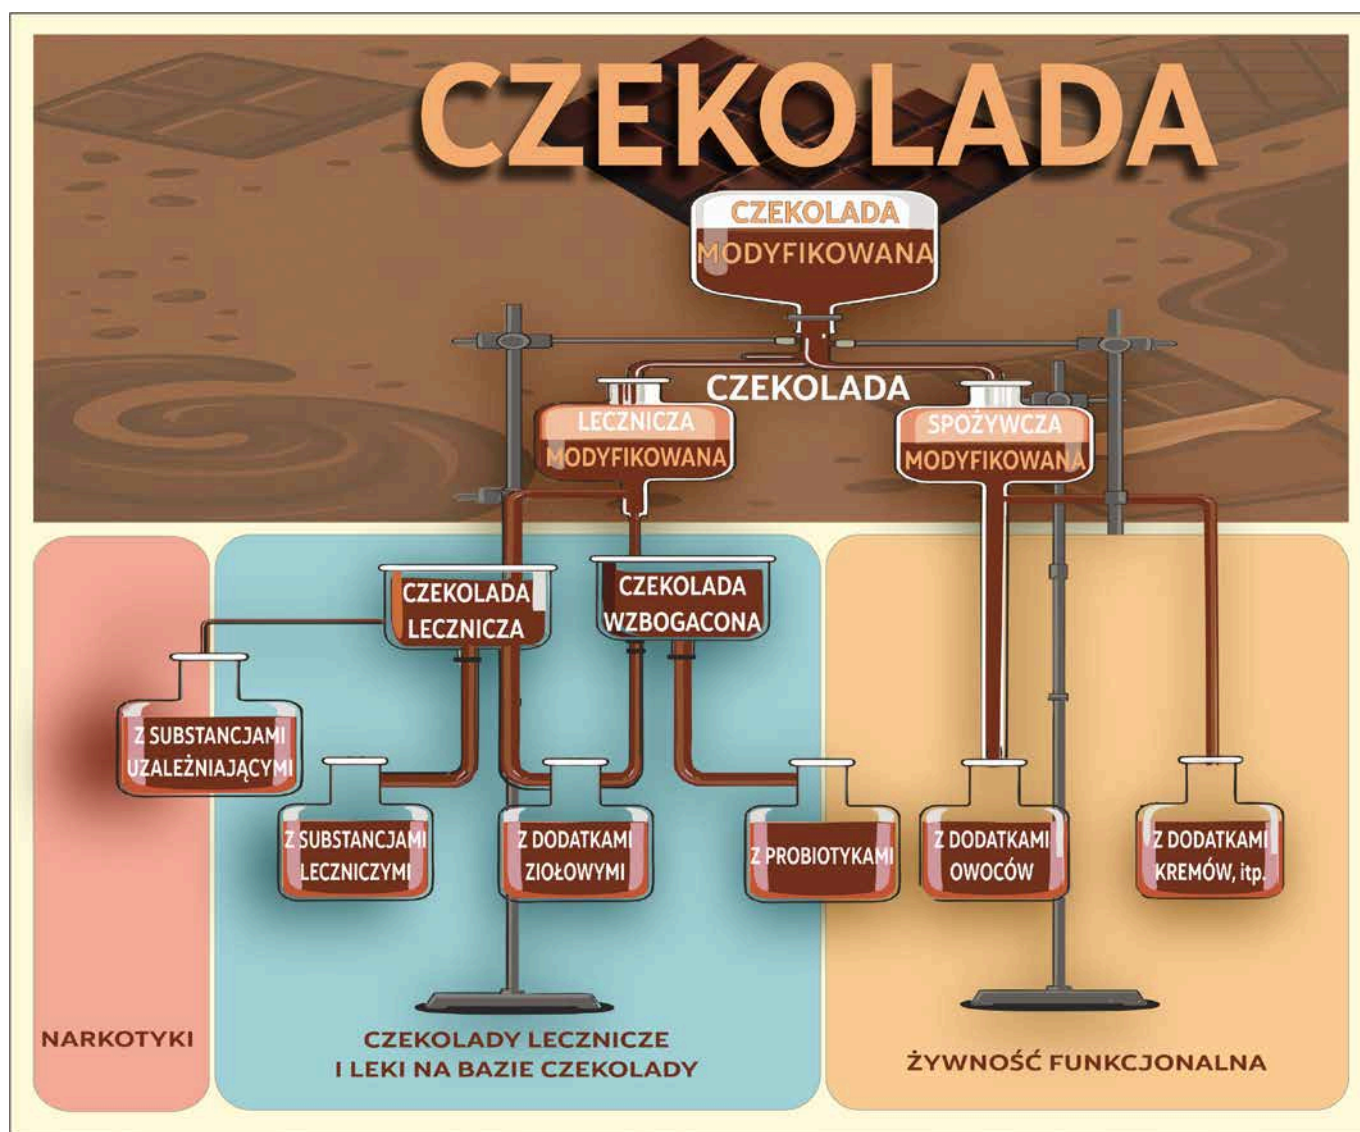 CZEKOLADA
CZEKOLADA
MODYFIKOWANA
CZEKOLADA
LECZNICZA
MODYFIKOWANA
SPOŻYWCZA
MODYFIKOWANA
CZEKOLADA
LECZNICZA
CZEKOLADA
WZBOGACONA
Z SUBSTANCJAMI
UZALEŻNIAJĄCYMI
Z SUBSTANCJAMI
LECZNICZYMI
Z DODATKAMI
ZIOŁOWYMI
Z PROBIOTYKAMI
Z DODATKAMI
OWOCÓW
Z DODATKAMI
KREMÓW, itp.
NARKOTYKI
CZEKOLADY LECZNICZE
I LEKI NA BAZIE CZEKOLADY
ŻYWNOŚĆ FUNKCJONALNA